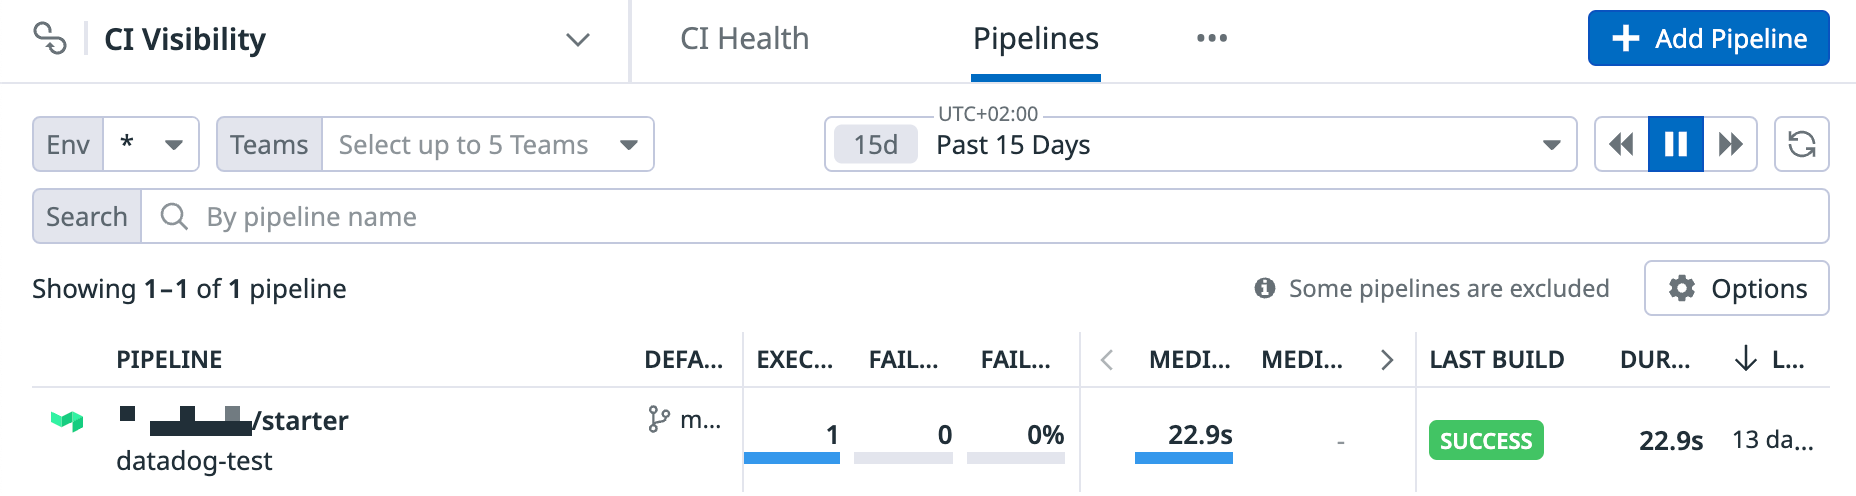 CI Visibility CI Health Pipelines ••• Add Pipeline
UTC+02:00
Env * Teams Select up to 5 Teams 15d Past 15 Days
Search By pipeline name
Showing 1–1 of 1 pipeline Some pipelines are excluded Options
PIPELINE DEFA... EXEC... FAIL... FAIL... MEDI... MEDI... LAST BUILD DUR... L...
/starter m... 1 0 0% 22.9s - SUCCESS 22.9s 13 da...
datadog-test